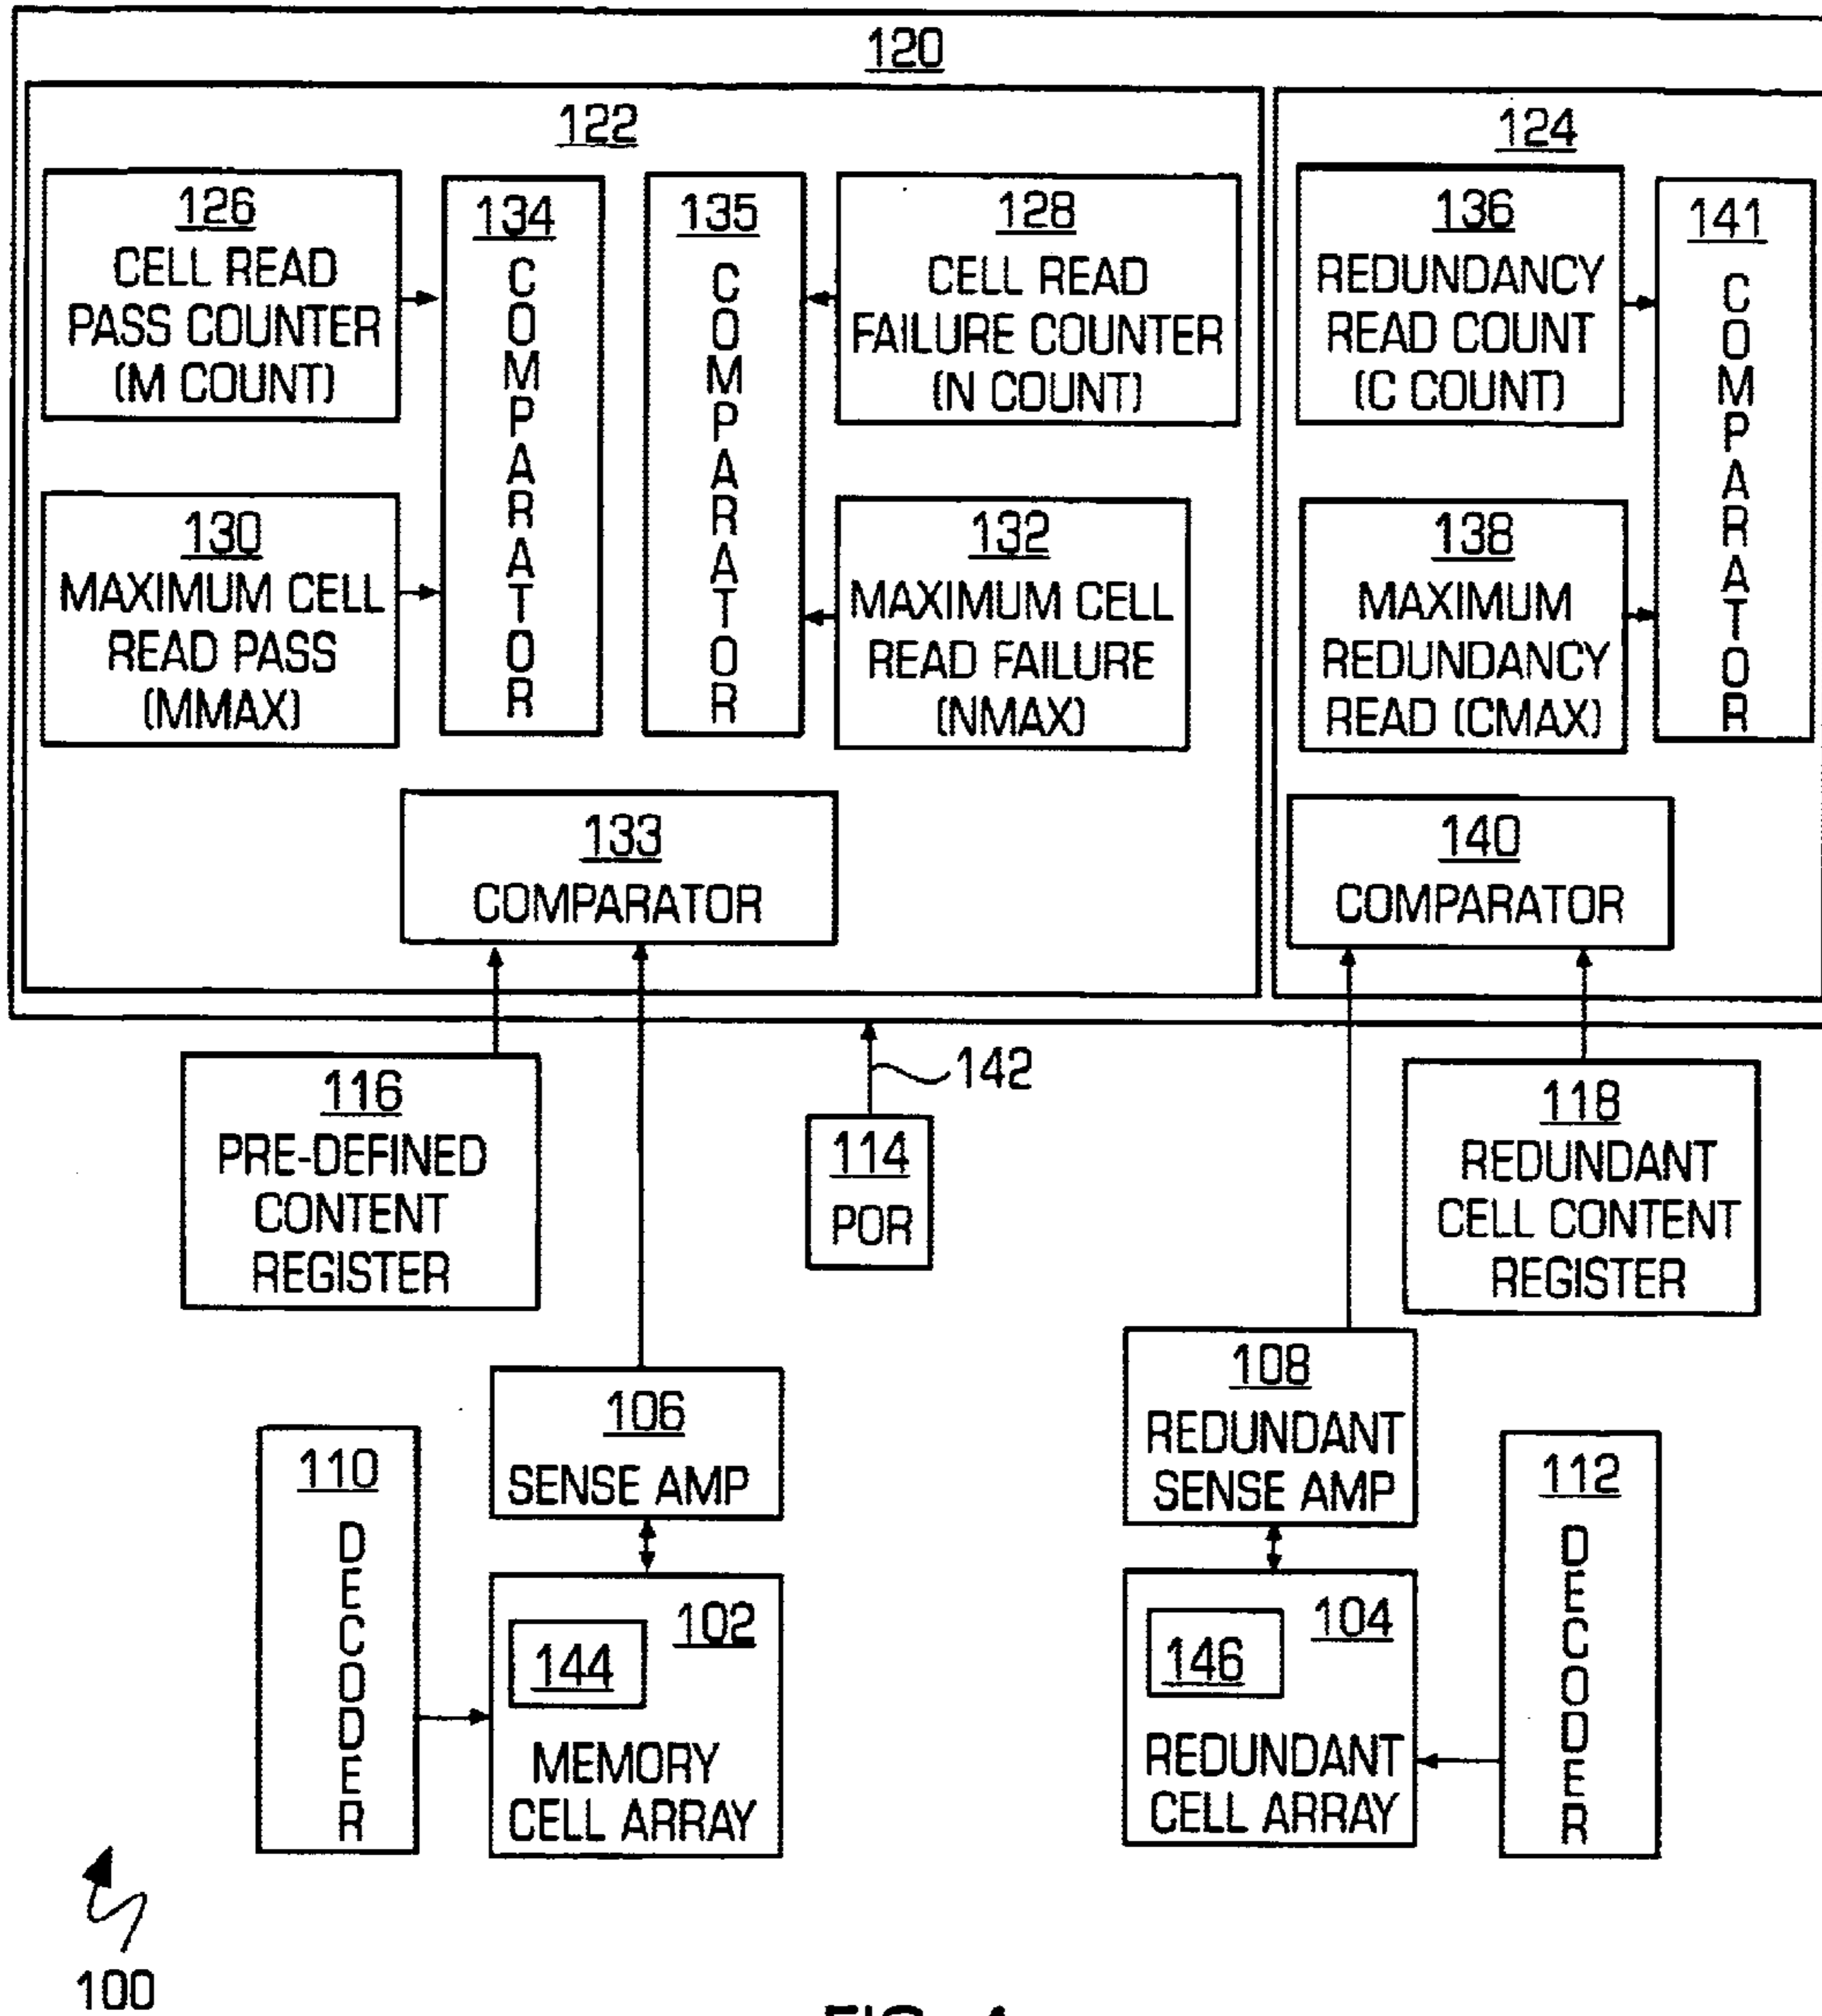 120
122
124
126
CELL READ
PASS COUNTER
(M COUNT)
134
COMPARATOR
135
COMPARATOR
128
CELL READ
FAILURE COUNTER
(N COUNT)
136
REDUNDANCY
READ COUNT
(C COUNT)
141
COMPARATOR
130
MAXIMUM CELL
READ PASS
(MMAX)
132
MAXIMUM CELL
READ FAILURE
(NMAX)
138
MAXIMUM
REDUNDANCY
READ (CMAX)
133
COMPARATOR
140
COMPARATOR
116
PRE-DEFINED
CONTENT
REGISTER
142
114
POR
118
REDUNDANT
CELL CONTENT
REGISTER
106
SENSE AMP
108
REDUNDANT
SENSE AMP
110
DECODER
112
DECODER
144
102
MEMORY
CELL ARRAY
146
104
REDUNDANT
CELL ARRAY
100